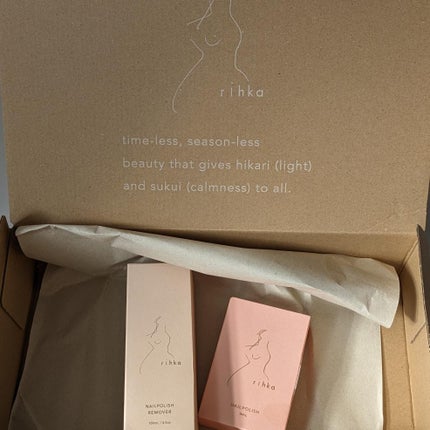 rihka
time-less, season-less
beauty that gives hikari (light)
and sukui (calmness) to all.
rihka
NAILPOLISH
REMOVER
rihka
NAILPOLISH